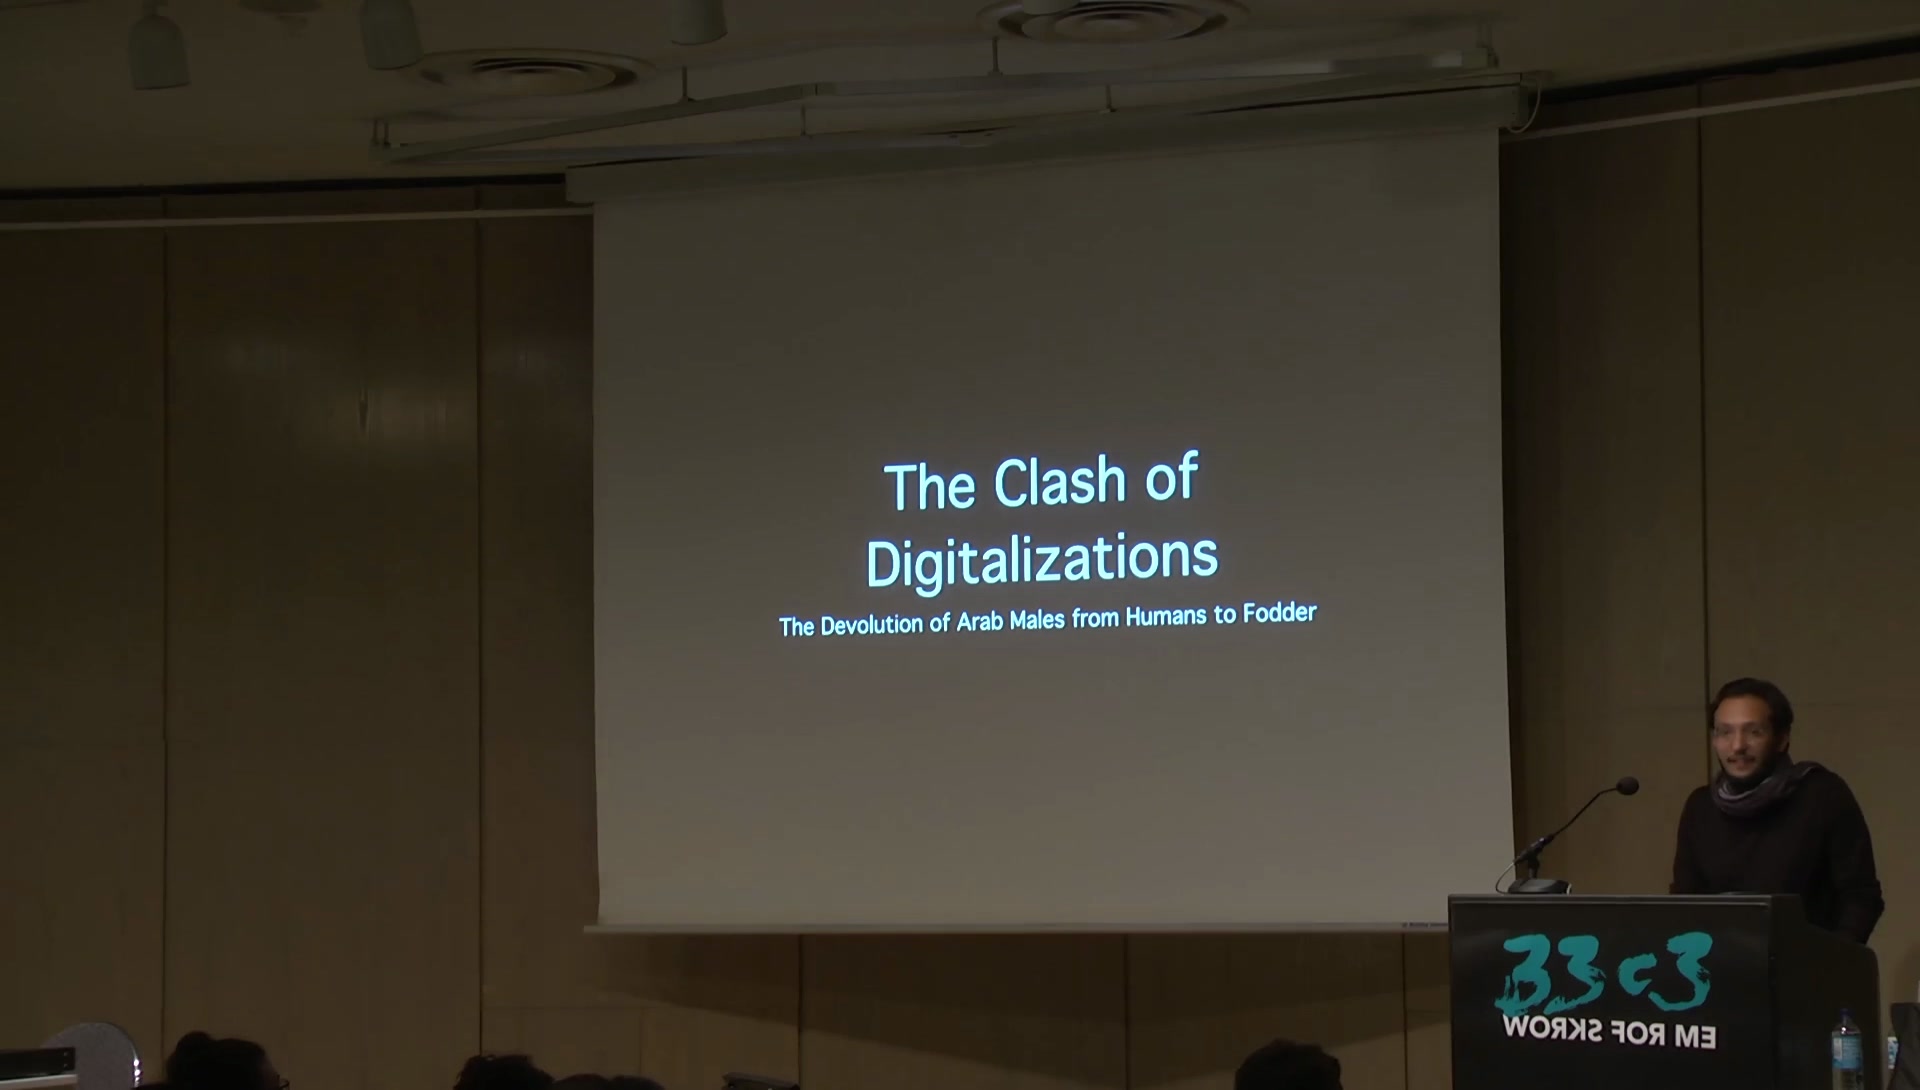 The Clash of
Digitalizations
The Devolution of Arab Males from Humans to Fodder
33c3
WORKS FOR ME